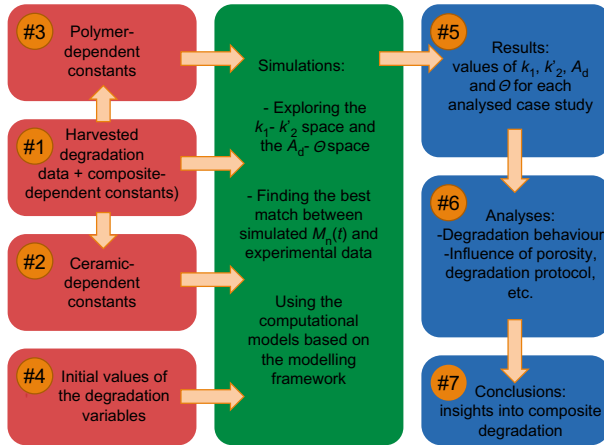 #3
Polymer-
dependent
constants
#1
Harvested
degradation
data + composite-
dependent constants)
#2
Ceramic-
dependent
constants
#4
Initial values of
the degradation
variables
Simulations:
- Exploring the
k1- k'2 space and
the Ad- Θ space
- Finding the best
match between
simulated Mn(t) and
experimental data
Using the
computational
models based on
the modelling
framework
#5
Results:
values of k1, k'2, Ad
and Θ for each
analysed case study
#6
Analyses:
-Degradation behaviour
-Influence of porosity,
degradation protocol,
etc.
#7
Conclusions:
insights into composite
degradation